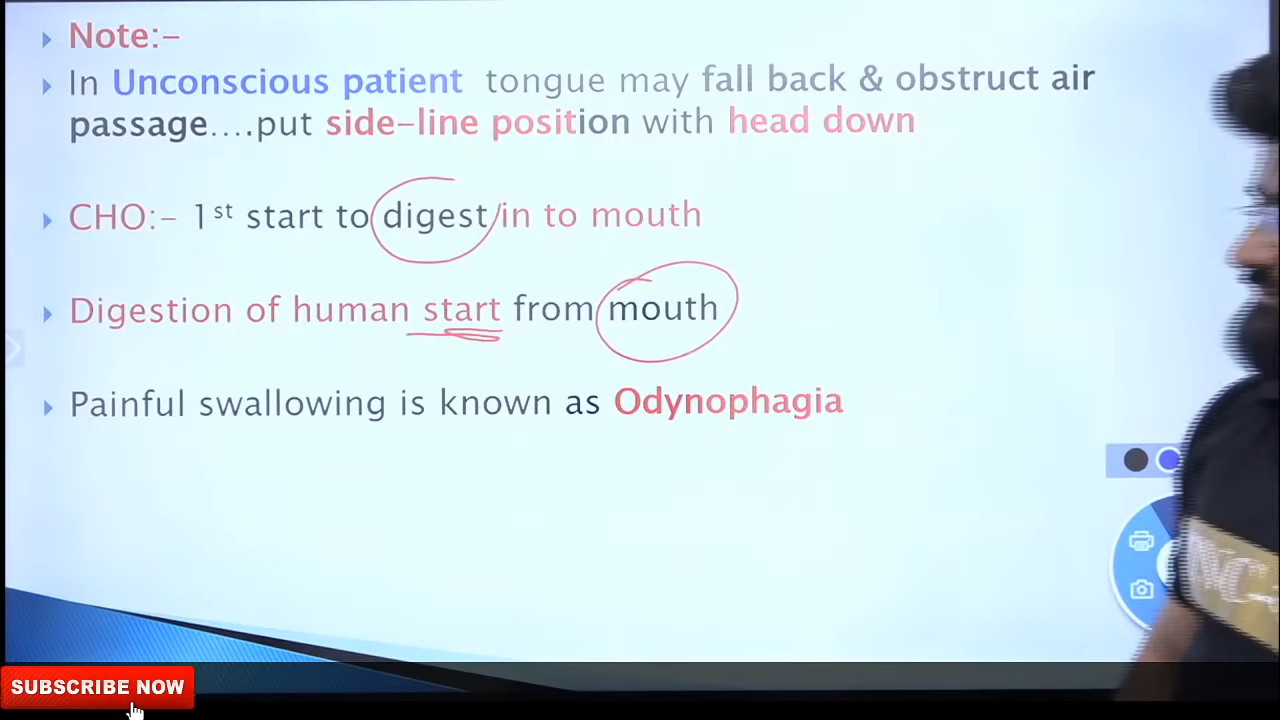 Note:-
In Unconscious patient tongue may fall back & obstruct air
passage....put side-line position with head down
CHO:- 1st start to digest in to mouth
Digestion of human start from mouth
Painful swallowing is known as Odynophagia
SUBSCRIBE NOW